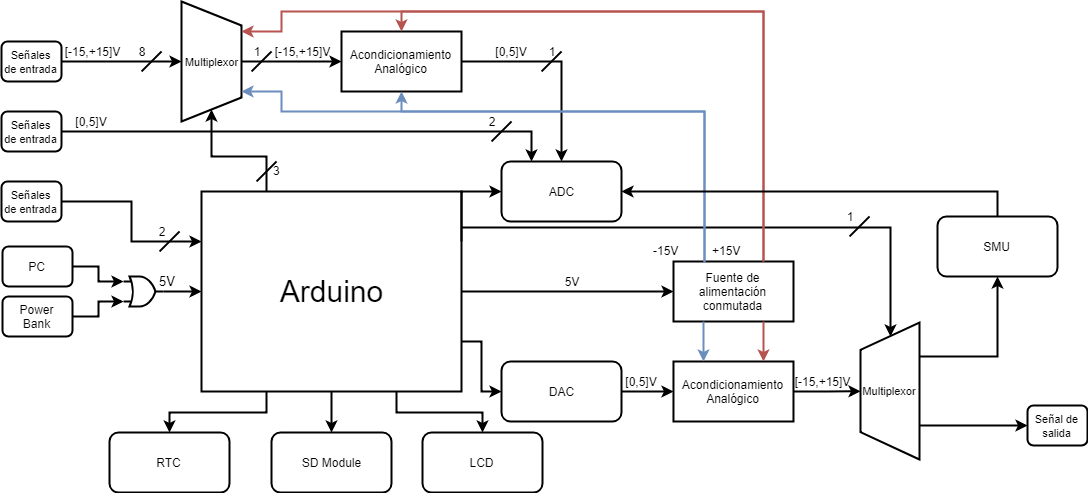 Señales
de entrada
[-15,+15]V
8
Multiplexor
1
[-15,+15]V
Acondicionamiento
Analógico
[0,5]V
1
Señales
de entrada
[0,5]V
2
3
ADC
Señales
de entrada
2
PC
Power
Bank
5V
Arduino
1
SMU
-15V
+15V
5V
Fuente de
alimentación
conmutada
DAC
[0,5]V
Acondicionamiento
Analógico
[-15,+15]V
Multiplexor
Señal de
salida
RTC
SD Module
LCD